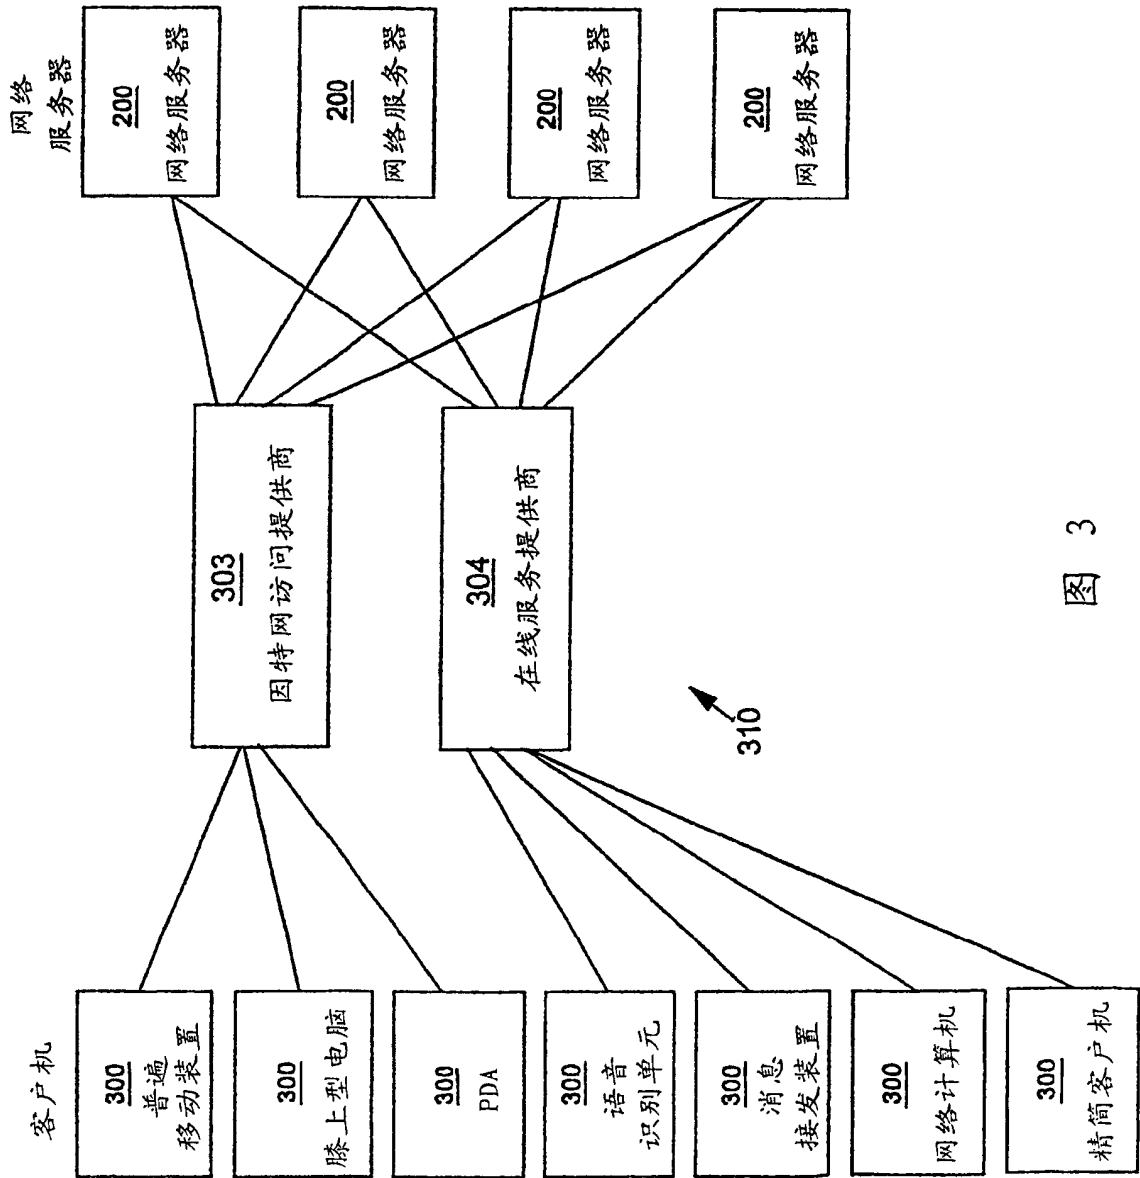 客户机
300
普遍
移动装置
300
膝上型电脑
300
PDA
300
语音
识别单元
300
消息
接发装置
300
网络计算机
300
精简客户机
303
因特网访问提供商
304
在线服务提供商
310
网络
服务器
200
网络服务器
200
网络服务器
200
网络服务器
200
网络服务器
图 3